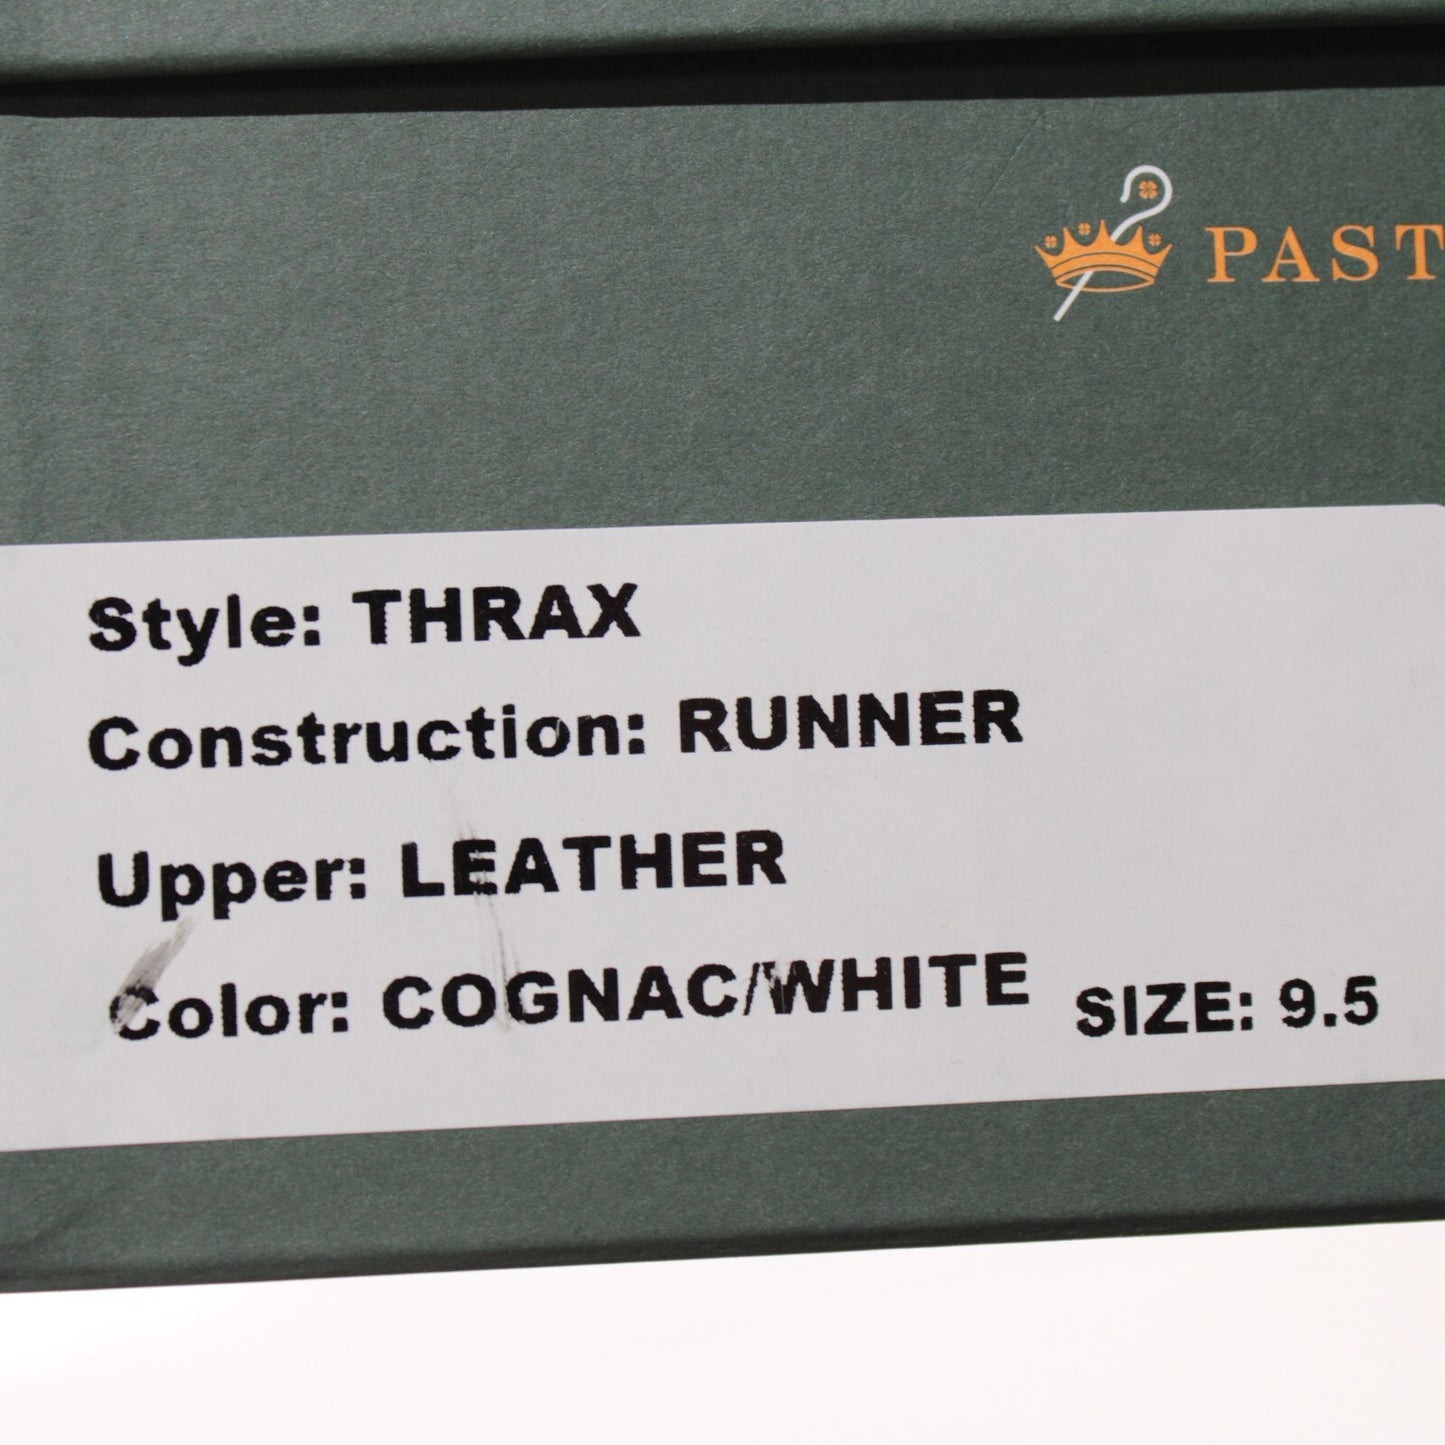 PAST
Style: THRAX
Construction: RUNNER
Upper: LEATHER
Color: COGNAC/WHITE SIZE: 9.5